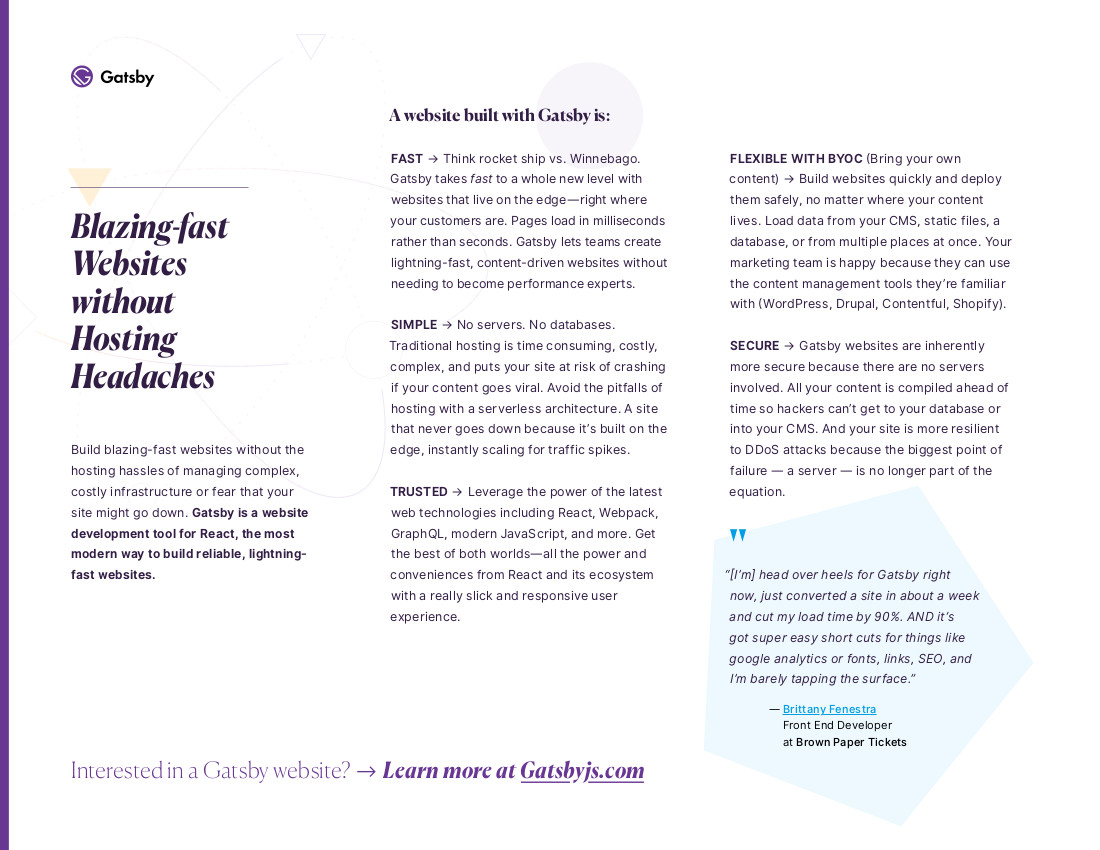 Gatsby
Blazing-fast
Websites
without
Hosting
Headaches
Build blazing-fast websites without the
hosting hassles of managing complex,
costly infrastructure or fear that your
site might go down. Gatsby is a website
development tool for React, the most
modern way to build reliable, lightning-
fast websites.
A website built with Gatsby is:
FAST → Think rocket ship vs. Winnebago.
Gatsby takes fast to a whole new level with
websites that live on the edge—right where
your customers are. Pages load in milliseconds
rather than seconds. Gatsby lets teams create
lightning-fast, content-driven websites without
needing to become performance experts.
SIMPLE → No servers. No databases.
Traditional hosting is time consuming, costly,
complex, and puts your site at risk of crashing
if your content goes viral. Avoid the pitfalls of
hosting with a serverless architecture. A site
that never goes down because it’s built on the
edge, instantly scaling for traffic spikes.
TRUSTED → Leverage the power of the latest
web technologies including React, Webpack,
GraphQL, modern JavaScript, and more. Get
the best of both worlds—all the power and
conveniences from React and its ecosystem
with a really slick and responsive user
experience.
FLEXIBLE WITH BYOC (Bring your own
content) → Build websites quickly and deploy
them safely, no matter where your content
lives. Load data from your CMS, static files, a
database, or from multiple places at once. Your
marketing team is happy because they can use
the content management tools they’re familiar
with (WordPress, Drupal, Contentful, Shopify).
SECURE → Gatsby websites are inherently
more secure because there are no servers
involved. All your content is compiled ahead of
time so hackers can’t get to your database or
into your CMS. And your site is more resilient
to DDoS attacks because the biggest point of
failure — a server — is no longer part of the
equation.
“[I’m] head over heels for Gatsby right
now, just converted a site in about a week
and cut my load time by 90%. AND it’s
got super easy short cuts for things like
google analytics or fonts, links, SEO, and
I’m barely tapping the surface.”
— Brittany Fenestra
Front End Developer
at Brown Paper Tickets
Interested in a Gatsby website? → Learn more at Gatsbyjs.com